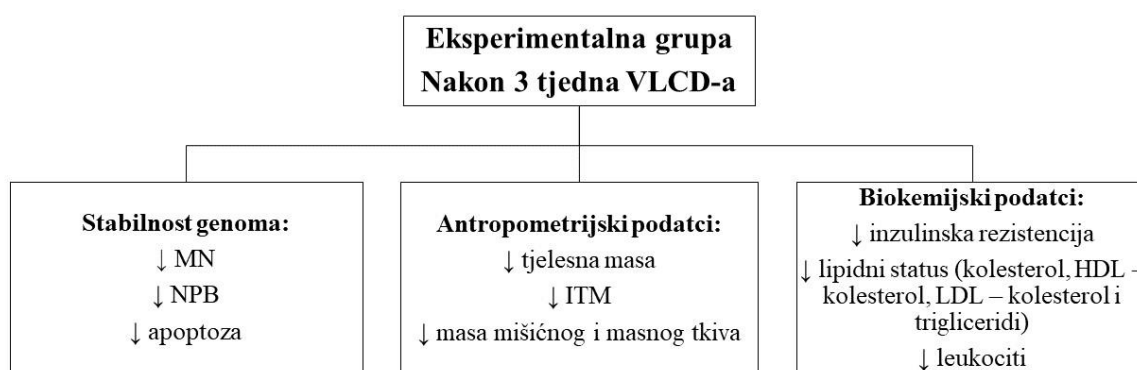 Eksperimentalna grupa
Nakon 3 tjedna VLCD-a
Stabilnost genoma:
↓ MN
↓ NPB
↓ apoptoza
Antropometrijski podatci:
↓ tjelesna masa
↓ ITM
↓ masa mišićnog i masnog tkiva
Biokemijski podatci:
↓ inzulinska rezistencija
↓ lipidni status (kolesterol, HDL –
kolesterol, LDL – kolesterol i
trigliceridi)
↓ leukociti